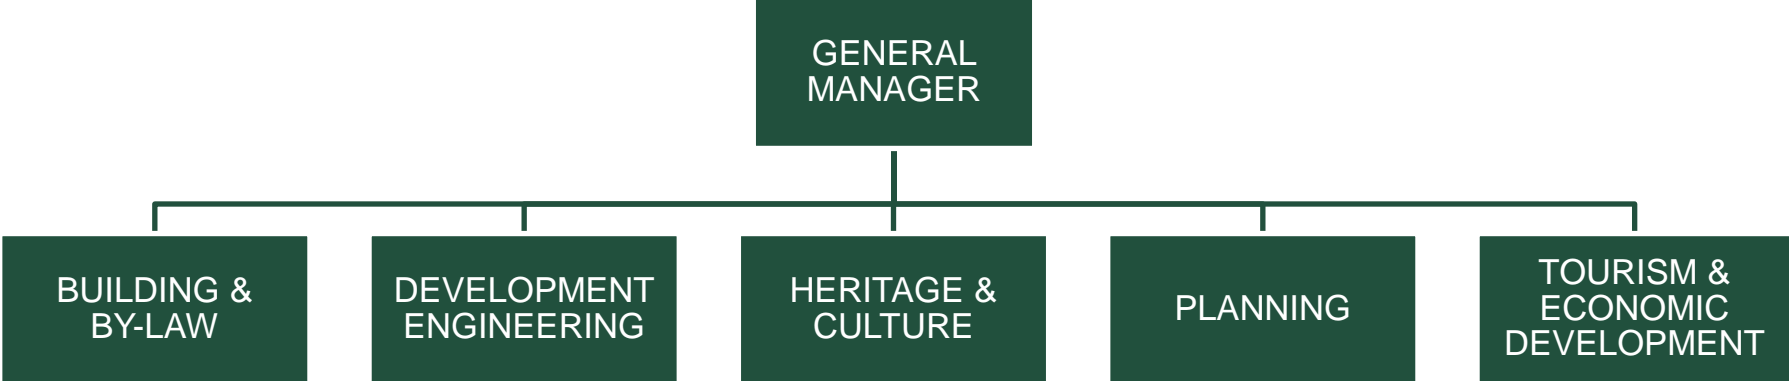 GENERAL
MANAGER
BUILDING &
BY-LAW
DEVELOPMENT
ENGINEERING
HERITAGE &
CULTURE
PLANNING
TOURISM &
ECONOMIC
DEVELOPMENT